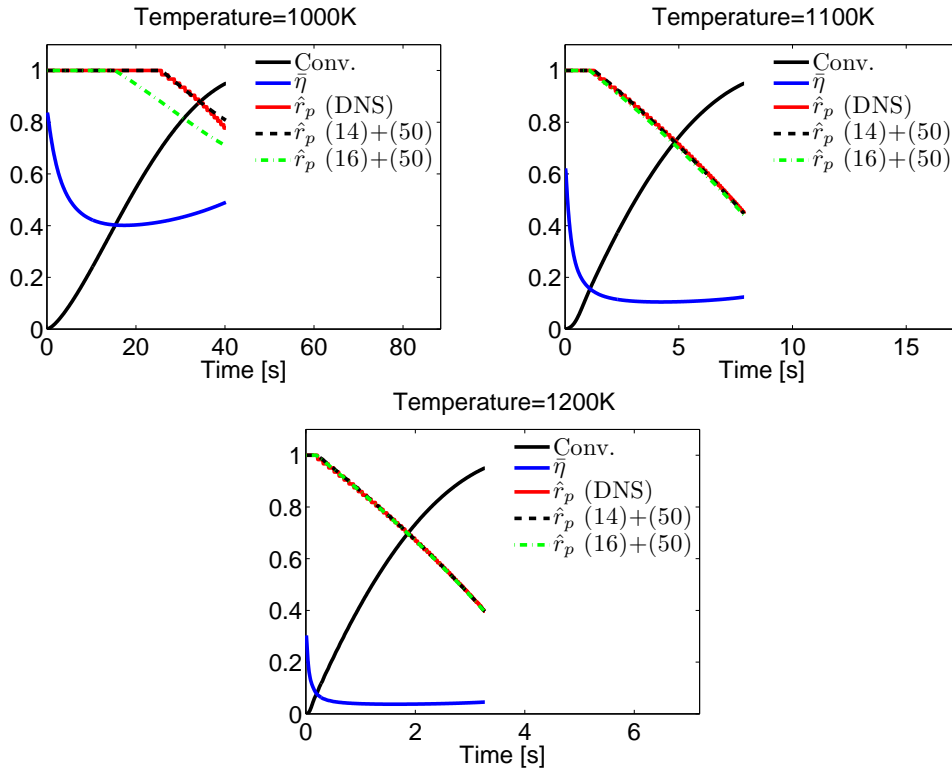 Temperature=1000K
1
0.8
0.6
0.4
0.2
0
0
20
40
60
80
Time [s]
Conv.
η̄
r̂p (DNS)
r̂p (14)+(50)
r̂p (16)+(50)
Temperature=1100K
1
0.8
0.6
0.4
0.2
0
0
5
10
15
Time [s]
Conv.
η̄
r̂p (DNS)
r̂p (14)+(50)
r̂p (16)+(50)
Temperature=1200K
1
0.8
0.6
0.4
0.2
0
0
2
4
6
Time [s]
Conv.
η̄
r̂p (DNS)
r̂p (14)+(50)
r̂p (16)+(50)